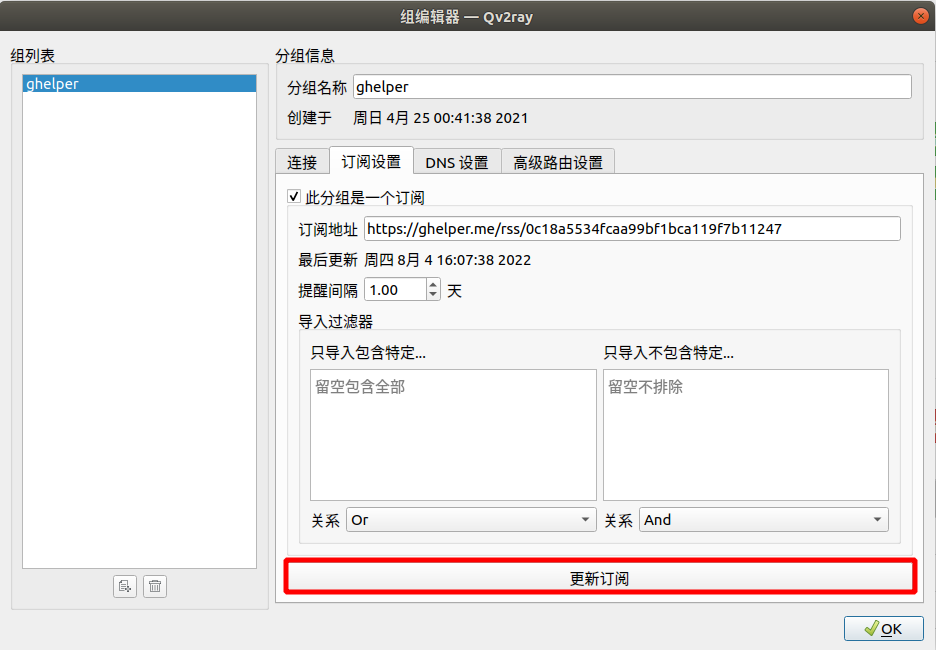 组编辑器 — Qv2ray
组列表
ghelper
分组信息
分组名称 ghelper
创建于 周日 4月 25 00:41:38 2021
连接 订阅设置 DNS 设置 高级路由设置
此分组是一个订阅
订阅地址 https://ghelper.me/rss/0c18a5534fcaa99bf1bca119f7b11247
最后更新 周四 8月 4 16:07:38 2022
提醒间隔 1.00 天
导入过滤器
只导入包含特定... 只导入不包含特定...
留空包含全部 留空不排除
关系 Or 关系 And
更新订阅
OK